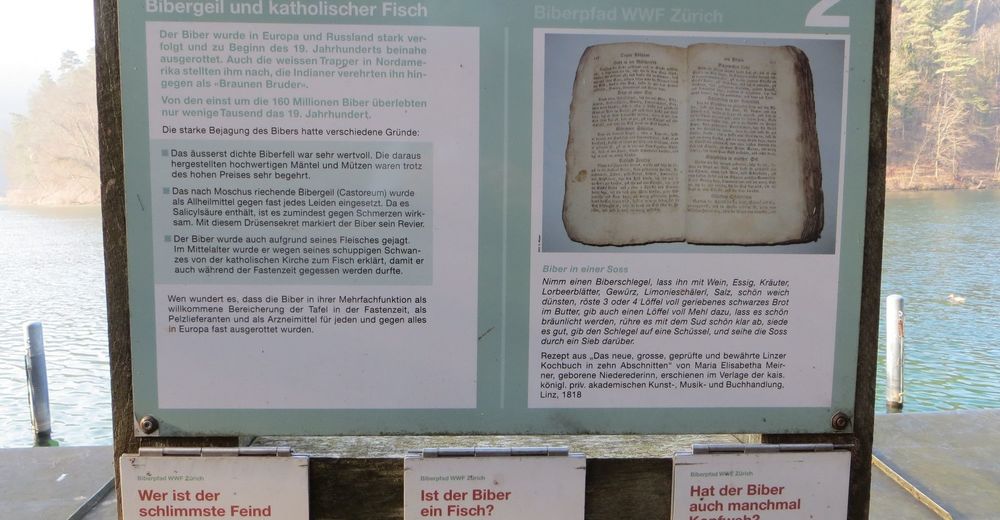 Bibergeil und katholischer Fisch
Der Biber wurde in Europa und Russland stark ver-
folgt und zu Beginn des 19. Jahrhunderts beinahe
ausgerottet. Auch die weissen Trapper in Nordame-
rika stellten ihm nach, die Indianer verehrten ihn hin-
gegen als «Braunen Bruder».
Von den einst um die 160 Millionen Biber überlebten
nur wenige Tausend das 19. Jahrhundert.
Die starke Bejagung des Bibers hatte verschiedene Gründe:
Das äusserst dichte Biberfell war sehr wertvoll. Die daraus
hergestellten hochwertigen Mäntel und Mützen waren trotz
des hohen Preises sehr begehrt.
Das nach Moschus riechende Bibergeil (Castoreum) wurde
als Allheilmittel gegen fast jedes Leiden eingesetzt. Da es
Salicylsäure enthält, ist es zumindest gegen Schmerzen wirk-
sam. Mit diesem Drüsensekret markiert der Biber sein Revier.
Der Biber wurde auch aufgrund seines Fleisches gejagt.
Im Mittelalter wurde er wegen seines schuppigen Schwan-
zes von der katholischen Kirche zum Fisch erklärt, damit er
auch während der Fastenzeit gegessen werden durfte.
Wen wundert es, dass die Biber in ihrer Mehrfachfunktion als
willkommene Bereicherung der Tafel in der Fastenzeit, als
Pelzlieferanten und als Arzneimittel für jeden und gegen alles
in Europa fast ausgerottet wurden.
Biberpfad WWF Zürich
2
Biber in einer Soss
Nimm einen Biberschlegel, lass ihn mit Wein, Essig, Kräuter,
Lorbeerblätter, Gewürz, Limonieschälerl, Salz, schön weich
dünsten, röste 3 oder 4 Löffel voll geriebenes schwarzes Brot
im Butter, gib auch einen Löffel voll Mehl dazu, lass es schön
bräunlicht werden, rühre es mit dem Sud schön klar ab, siede
es gut, gib den Schlegel auf eine Schüssel, und seihe die Soss
durch ein Sieb darüber.
Rezept aus „Das neue, grosse, geprüfte und bewährte Linzer
Kochbuch in zehn Abschnitten" von Maria Elisabetha Meir-
ner, geborene Niederederinn, erschienen im Verlage der kais.
königl. priv. akademischen Kunst-, Musik- und Buchhandlung,
Linz, 1818
Biberpfad WWF Zürich
Wer ist der
schlimmste Feind
Biberpfad WWF Zürich
Ist der Biber
ein Fisch?
Biberpfad WWF Zürich
Hat der Biber
auch manchmal
Kopfweh?